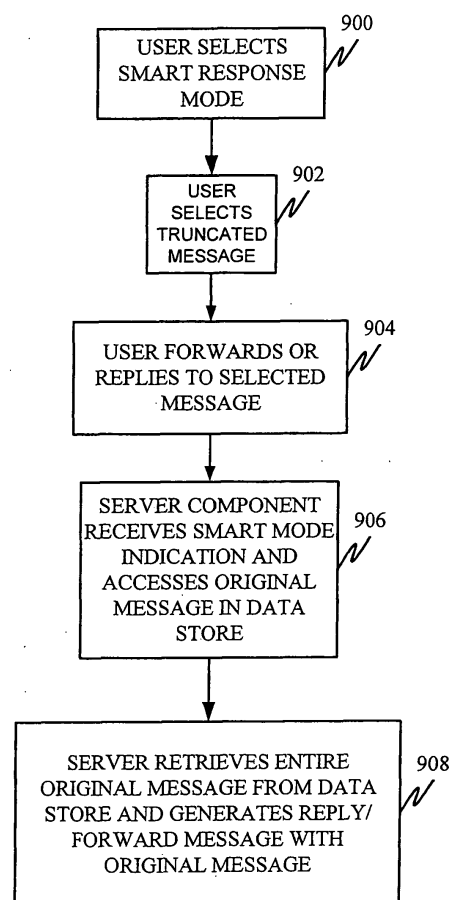 900
USER SELECTS
SMART RESPONSE
MODE
902
USER
SELECTS
TRUNCATED
MESSAGE
904
USER FORWARDS OR
REPLIES TO SELECTED
MESSAGE
906
SERVER COMPONENT
RECEIVES SMART MODE
INDICATION AND
ACCESSES ORIGINAL
MESSAGE IN DATA
STORE
908
SERVER RETRIEVES ENTIRE
ORIGINAL MESSAGE FROM DATA
STORE AND GENERATES REPLY/
FORWARD MESSAGE WITH
ORIGINAL MESSAGE